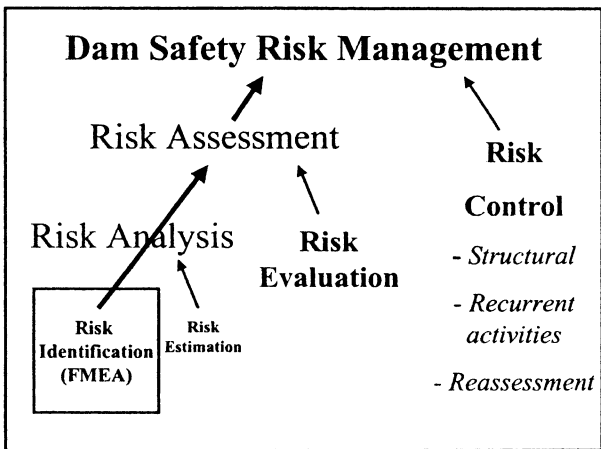 Dam Safety Risk Management
Risk Assessment
Risk Analysis
Risk
Identification
(FMEA)
Risk
Estimation
Risk
Evaluation
Risk
Control
- Structural
- Recurrent
activities
- Reassessment